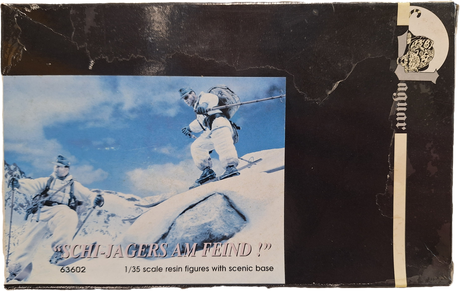 Jaguar.
"SCHI-JAGERS AM FEIND !"
63602 1/35 scale resin figures with scenic base